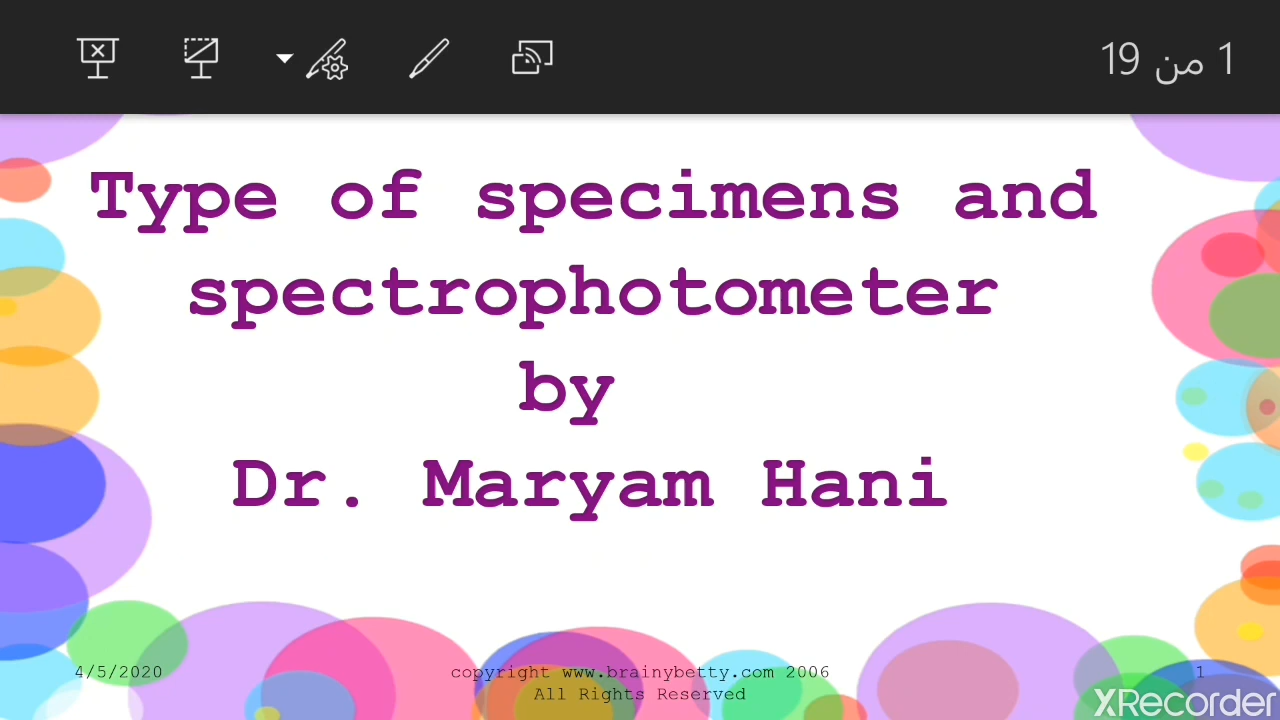 1 من 19
Type of specimens and
spectrophotometer
by
Dr. Maryam Hani
4/5/2020
copyright www.brainybetty.com 2006
All Rights Reserved
1
XRecorder